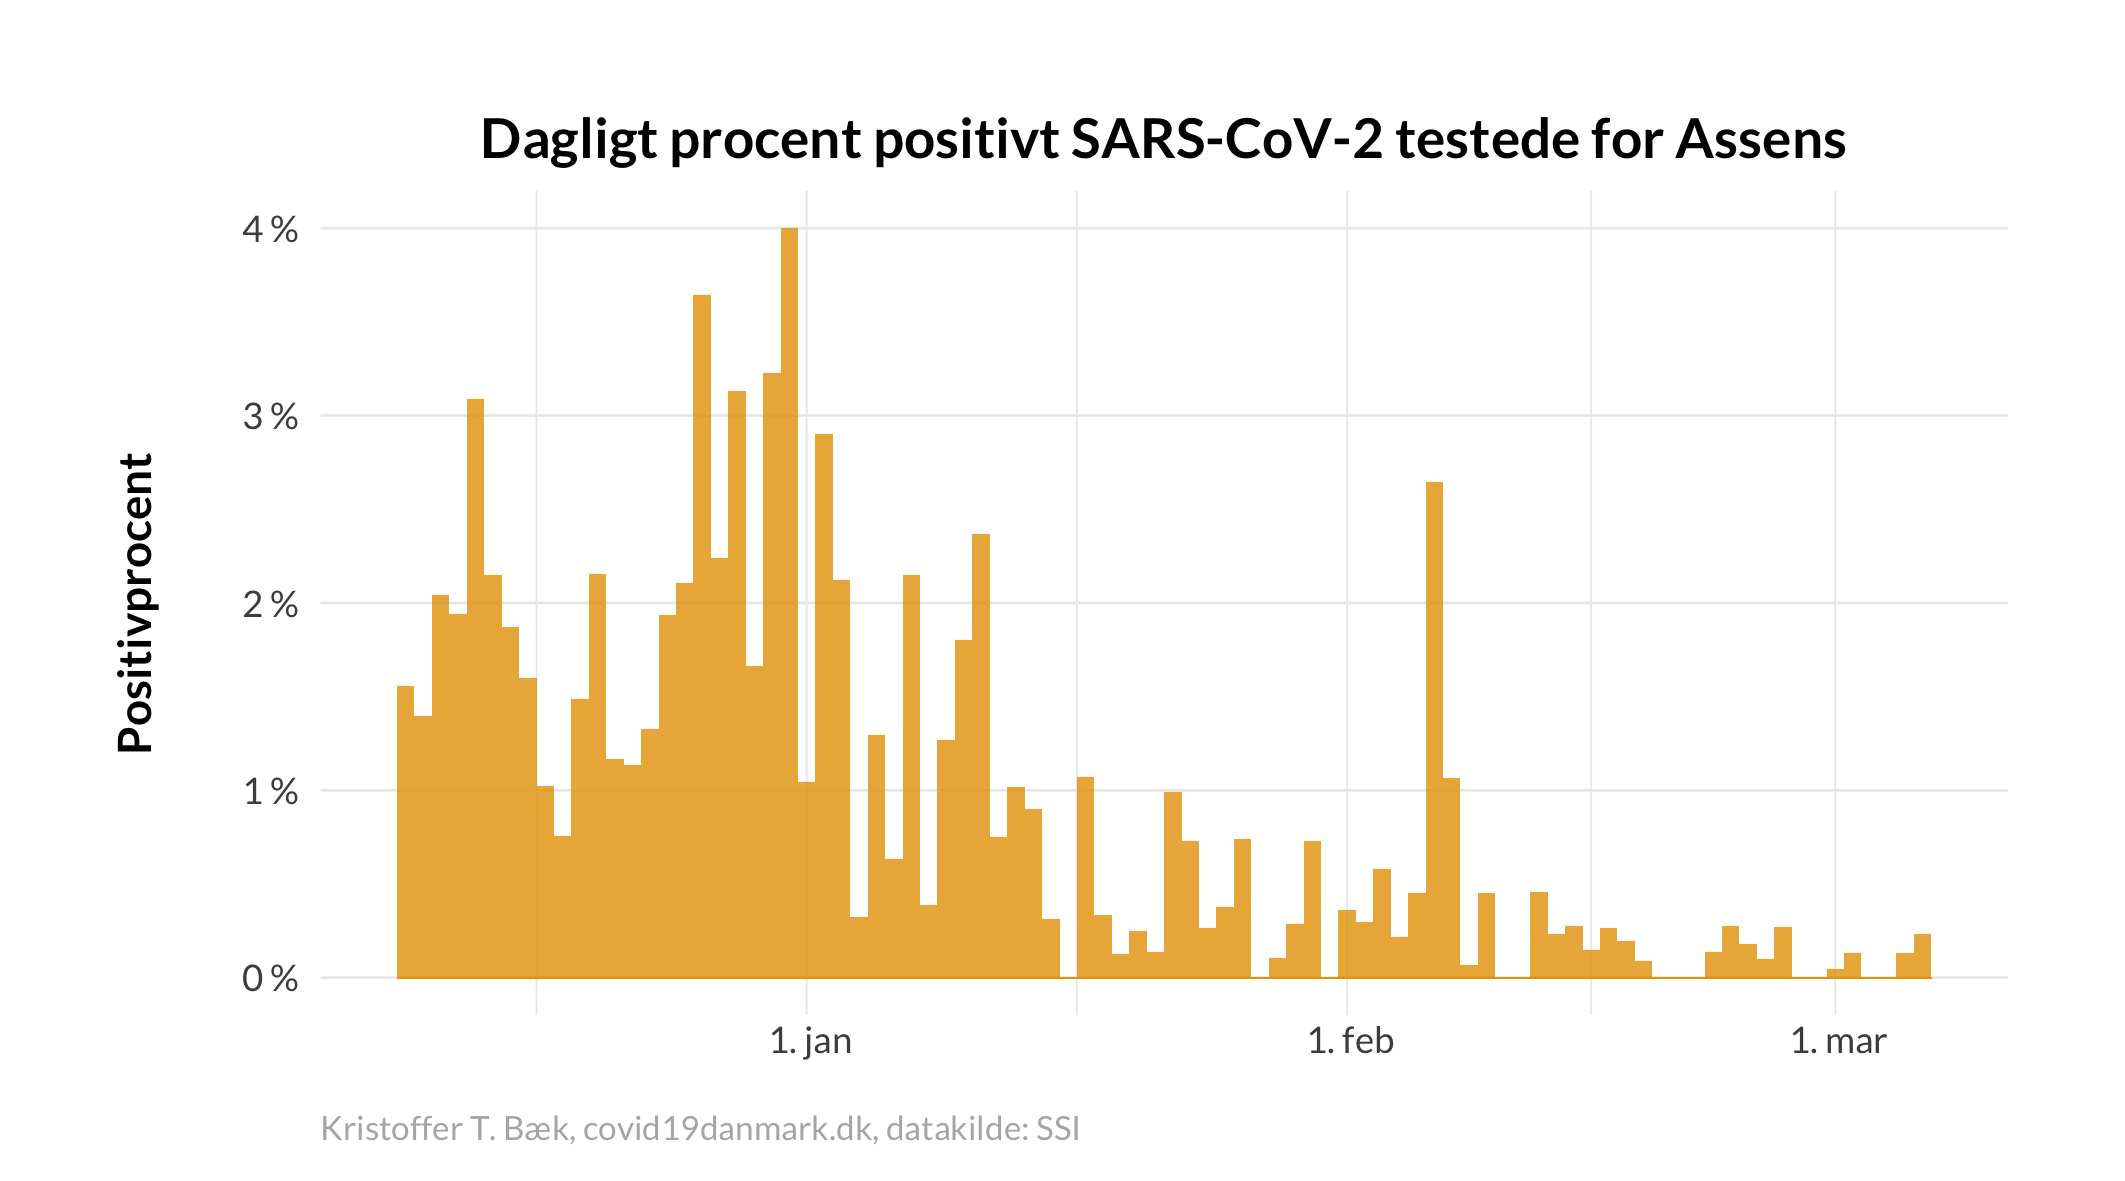 Dagligt procent positivt SARS-CoV-2 testede for Assens
Positivprocent
4 %
3 %
2 %
1 %
0 %
1. jan
1. feb
1. mar
Kristoffer T. Bæk, covid19danmark.dk, datakilde: SSI